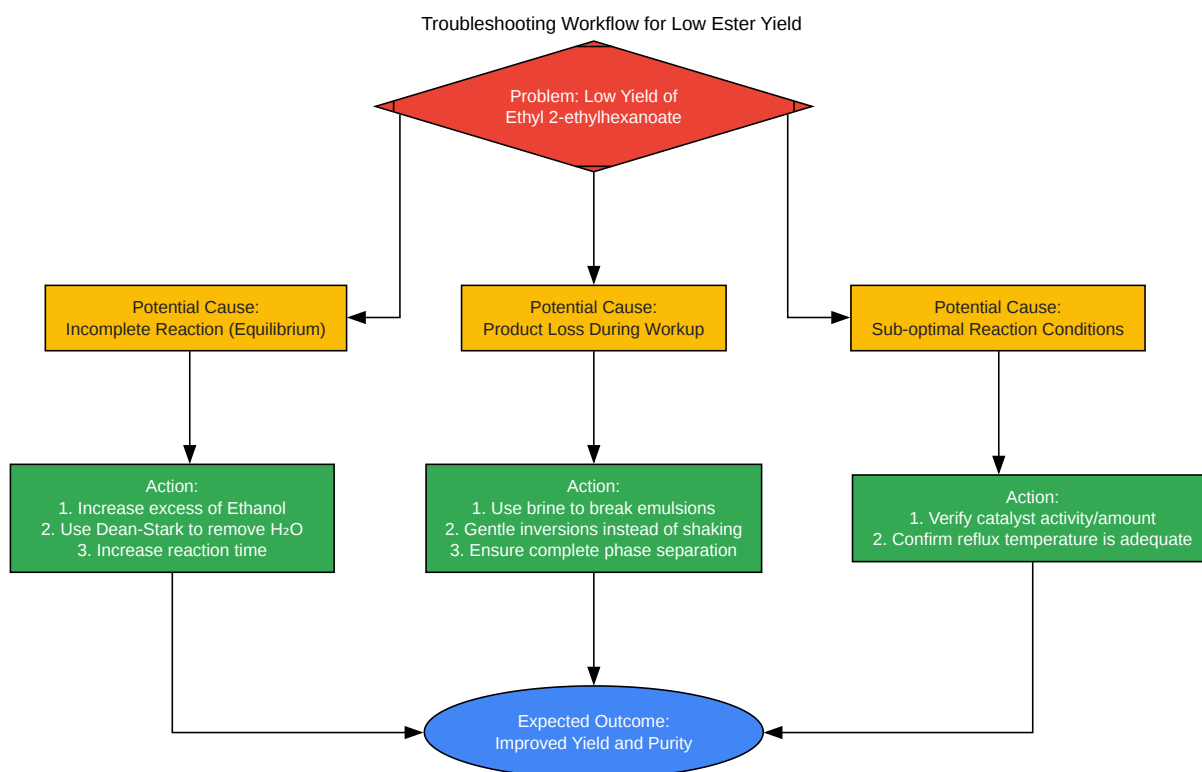 Troubleshooting Workflow for Low Ester Yield
Problem: Low Yield of
Ethyl 2-ethylhexanoate
Potential Cause:
Incomplete Reaction (Equilibrium)
Potential Cause:
Product Loss During Workup
Potential Cause:
Sub-optimal Reaction Conditions
Action:
1. Increase excess of Ethanol
2. Use Dean-Stark to remove H₂O
3. Increase reaction time
Action:
1. Use brine to break emulsions
2. Gentle inversions instead of shaking
3. Ensure complete phase separation
Action:
1. Verify catalyst activity/amount
2. Confirm reflux temperature is adequate
Expected Outcome:
Improved Yield and Purity